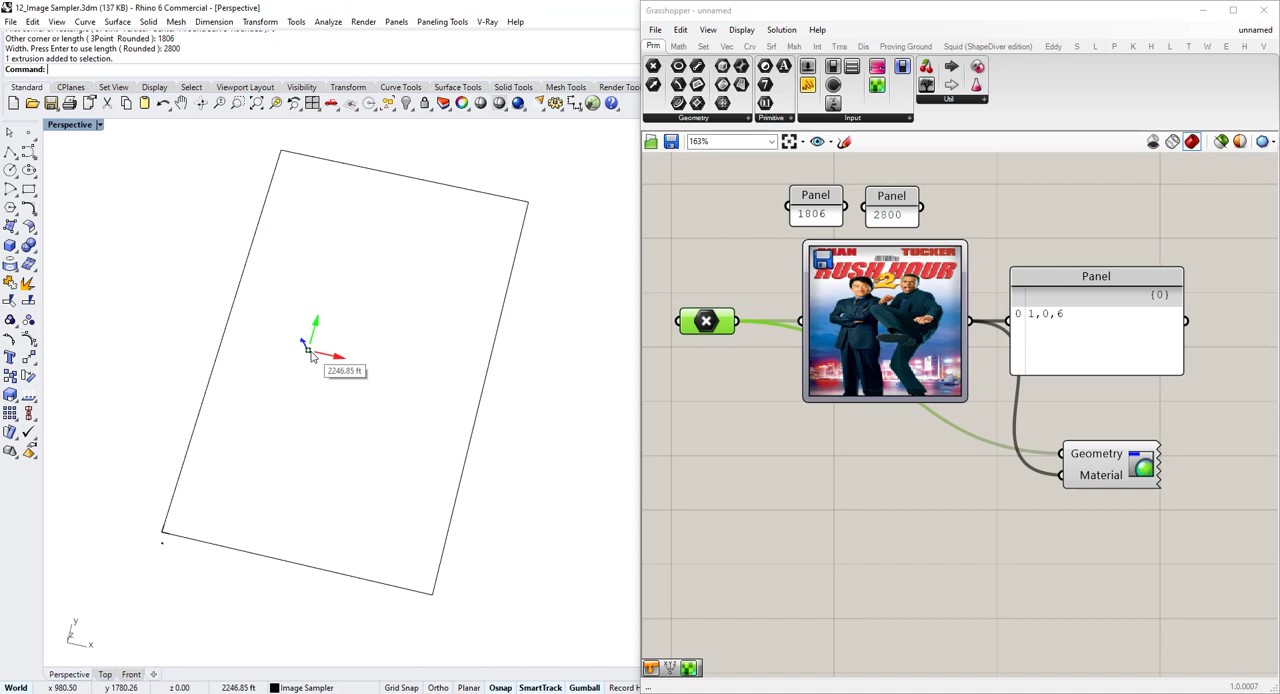 12_Image Sampler.3dm (137 KB) - Rhino 6 Commercial - [Perspective]
File Edit View Curve Surface Solid Mesh Dimension Transform Tools Analyze Render Panels Paneling Tools V-Ray Help
Other corner or length ( 3Point Rounded ): 1806
Width. Press Enter to use length ( Rounded ): 2800
1 extrusion added to selection.
Command:
Standard CPlanes Set View Display Select Viewport Layout Visibility Transform Curve Tools Surface Tools Solid Tools Mesh Tools Render Too
Perspective
2246.85 ft
y
z
x
Perspective Top Front
World x 980.50 y 1780.26 z 0.00 2246.85 ft Image Sampler Grid Snap Ortho Planar Osnap SmartTrack Gumball Record H
Grasshopper - unnamed
File Edit View Display Solution Help unnamed
Prm Math Set Vec Crv Srf Msh Int Trns Dis Proving Ground Squid (ShapeDiver edition) Eddy S L P K H L T W B E H V
Geometry Primitive Input Util
163%
Panel
1806
Panel
2800
TUCKER
RUSH HOUR
2
Panel
{0}
0 1,0,6
Geometry
Material
...
1.0.0007